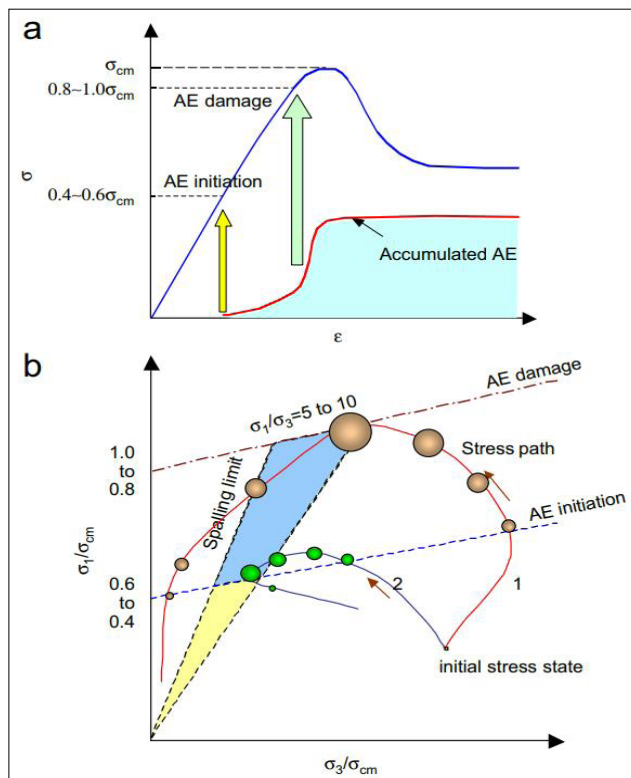 a
σcm
0.8~1.0σcm
AE damage
AE initiation
0.4~0.6σcm
σ
Accumulated AE
ε
b
σ1/σ3=5 to 10
AE damage
Spalling limit
Stress path
AE initiation
1.0
to
0.8
σ1/σcm
0.6
to
0.4
2
1
initial stress state
σ3/σcm